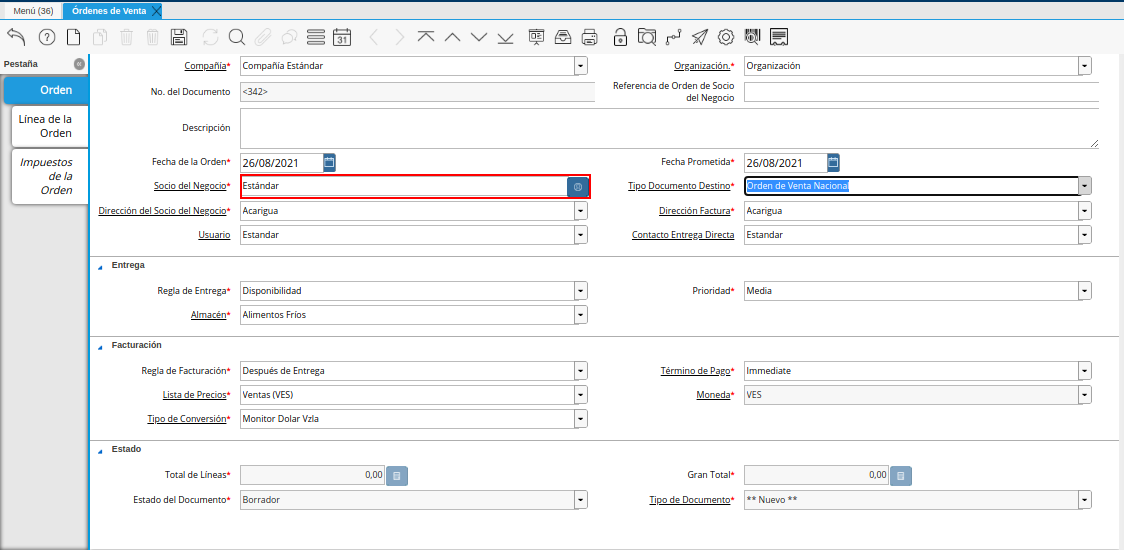 Menú (36) Órdenes de Venta
31
Pestaña
Orden
Línea de la
Orden
Impuestos
de la
Orden
Compañía* Compañía Estándar Organización.* Organización
No. del Documento <342> Referencia de Orden de Socio
del Negocio
Descripción
Fecha de la Orden* 26/08/2021 Fecha Prometida* 26/08/2021
Socio del Negocio* Estándar Tipo Documento Destino* Orden de Venta Nacional
Dirección del Socio del Negocio* Acarigua Dirección Factura* Acarigua
Usuario Estandar Contacto Entrega Directa Estandar
Entrega
Regla de Entrega* Disponibilidad Prioridad* Media
Almacén* Alimentos Fríos
Facturación
Regla de Facturación* Después de Entrega Término de Pago* Immediate
Lista de Precios* Ventas (VES) Moneda* VES
Tipo de Conversión* Monitor Dolar Vzla
Estado
Total de Líneas* 0,00 Gran Total* 0,00
Estado del Documento* Borrador Tipo de Documento* ** Nuevo **